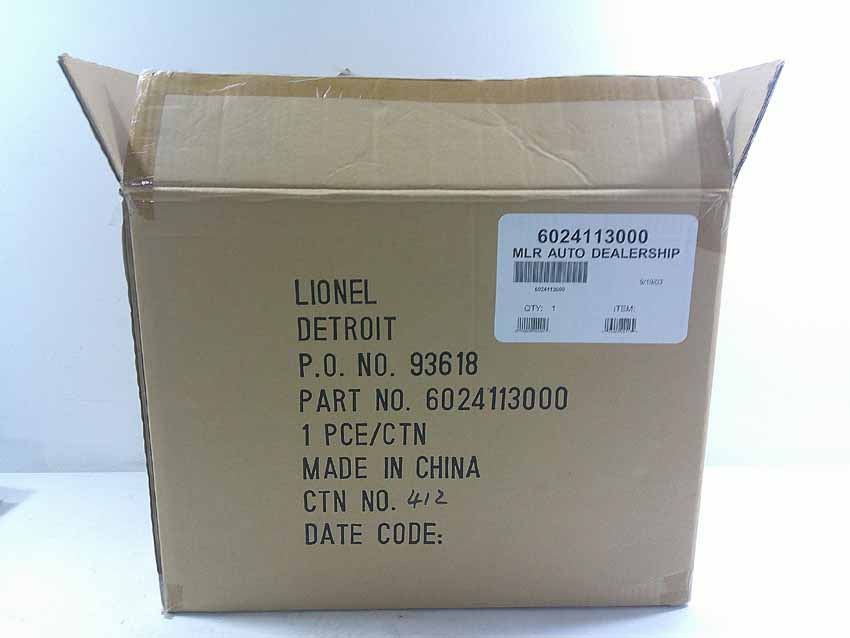 6024113000
MLR AUTO DEALERSHIP
9/19/03
6024113000
QTY: 1 ITEM:
LIONEL
DETROIT
P.O. NO. 93618
PART NO. 6024113000
1 PCE/CTN
MADE IN CHINA
CTN NO. 412
DATE CODE: